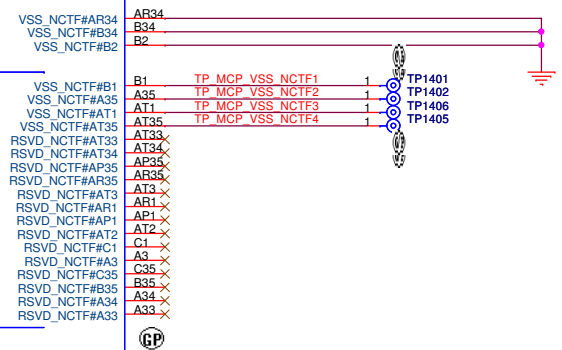 VSS_NCTF#AR34 AR34
VSS_NCTF#B34 B34
VSS_NCTF#B2 B2
VSS_NCTF#B1 B1 TP_MCP_VSS_NCTF1 1 TP1401
VSS_NCTF#A35 A35 TP_MCP_VSS_NCTF2 1 TP1402
VSS_NCTF#AT1 AT1 TP_MCP_VSS_NCTF3 1 TP1406
VSS_NCTF#AT35 AT35 TP_MCP_VSS_NCTF4 1 TP1405
RSVD_NCTF#AT33 AT33
RSVD_NCTF#AT34 AT34
RSVD_NCTF#AP35 AP35
RSVD_NCTF#AR35 AR35
RSVD_NCTF#AT3 AT3
RSVD_NCTF#AR1 AR1
RSVD_NCTF#AP1 AP1
RSVD_NCTF#AT2 AT2
RSVD_NCTF#C1 C1
RSVD_NCTF#A3 A3
RSVD_NCTF#C35 C35
RSVD_NCTF#B35 B35
RSVD_NCTF#A34 A34
RSVD_NCTF#A33 A33
GP